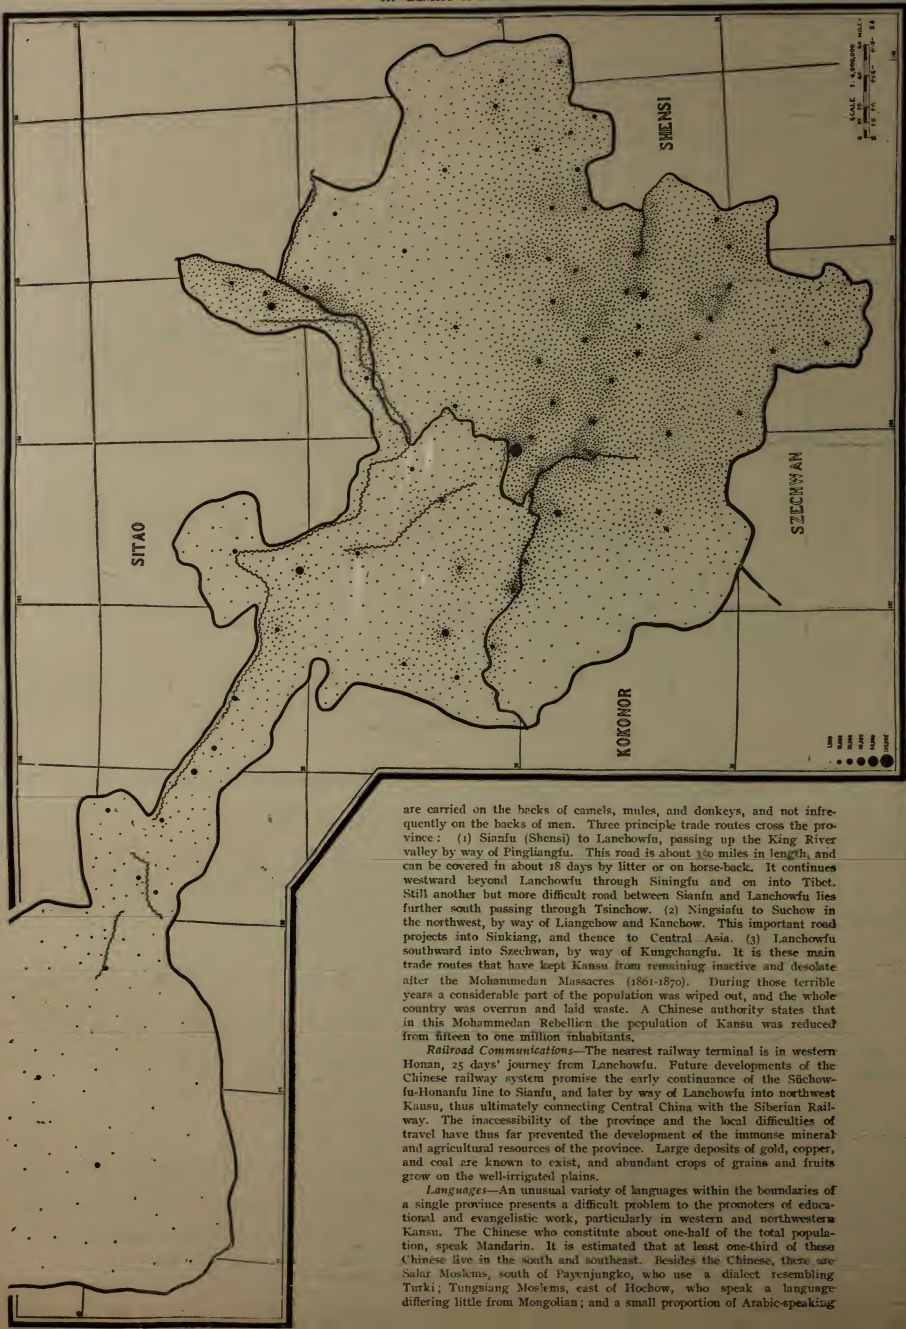 SHENSI
SITAO
SZECHWAN
KOKONOR
SCALE 1:4,000,000
are carried on the backs of camels, mules, and donkeys, and not infre-
quently on the backs of men. Three principle trade routes cross the pro-
vince: (1) Sianfu (Shensi) to Lanchowfu, passing up the King River
valley by way of Pingliangfu. This road is about miles in length, and
can be covered in about 18 days by litter or on horse-back. It continues
westward beyond Lanchowfu through Siningfu and on into Tibet.
Still another but more difficult road between Sianfu and Lanchowfu lies
further south passing through Tsinchow. (2) Ningsiafu to Suchow in
the northwest, by way of Liangchow and Kanchow. This important road
projects into Sinkiang, and thence to Central Asia. (3) Lanchowfu
southward into Szechwan, by way of Kungchangfu. It is these main
trade routes that have kept Kansu from remaining inactive and desolate
after the Mohammedan Massacres (1861-1870). During those terrible
years a considerable part of the population was wiped out, and the whole
country was overrun and laid waste. A Chinese authority states that
in this Mohammedan Rebellion the population of Kansu was reduced
from fifteen to one million inhabitants.
Railroad Communications—The nearest railway terminal is in western
Honan, 25 days' journey from Lanchowfu. Future developments of the
Chinese railway system promise the early continuance of the Süchow-
fu-Honanfu line to Sianfu, and later by way of Lanchowfu into northwest
Kansu, thus ultimately connecting Central China with the Siberian Rail-
way. The inaccessibility of the province and the local difficulties of
travel have thus far prevented the development of the immense mineral
and agricultural resources of the province. Large deposits of gold, copper,
and coal are known to exist, and abundant crops of grains and fruits
grow on the well-irrigated plains.
Languages—An unusual variety of languages within the boundaries of
a single province presents a difficult problem to the promoters of educa-
tional and evangelistic work, particularly in western and northwestern
Kansu. The Chinese who constitute about one-half of the total popula-
tion, speak Mandarin. It is estimated that at least one-third of these
Chinese live in the south and southeast. Besides the Chinese, there are
Salar Moslems, south of Payenjungko, who use a dialect resembling
Turki; Tungsiang Moslems, east of Hochow, who speak a language
differing little from Mongolian; and a small proportion of Arabic-speaking